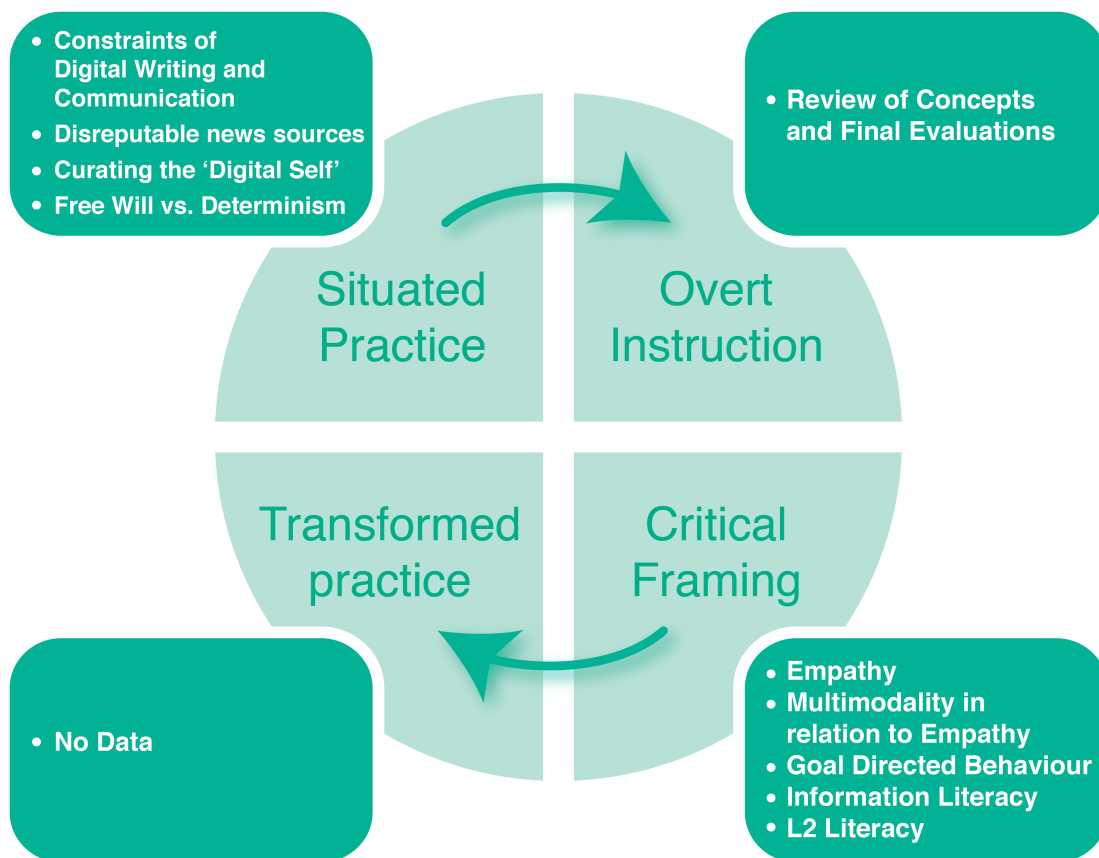 • Constraints of
Digital Writing and
Communication
• Disreputable news sources
• Curating the ‘Digital Self’
• Free Will vs. Determinism
• Review of Concepts
and Final Evaluations
Situated
Practice
Overt
Instruction
Transformed
practice
Critical
Framing
• No Data
• Empathy
• Multimodality in
relation to Empathy
• Goal Directed Behaviour
• Information Literacy
• L2 Literacy